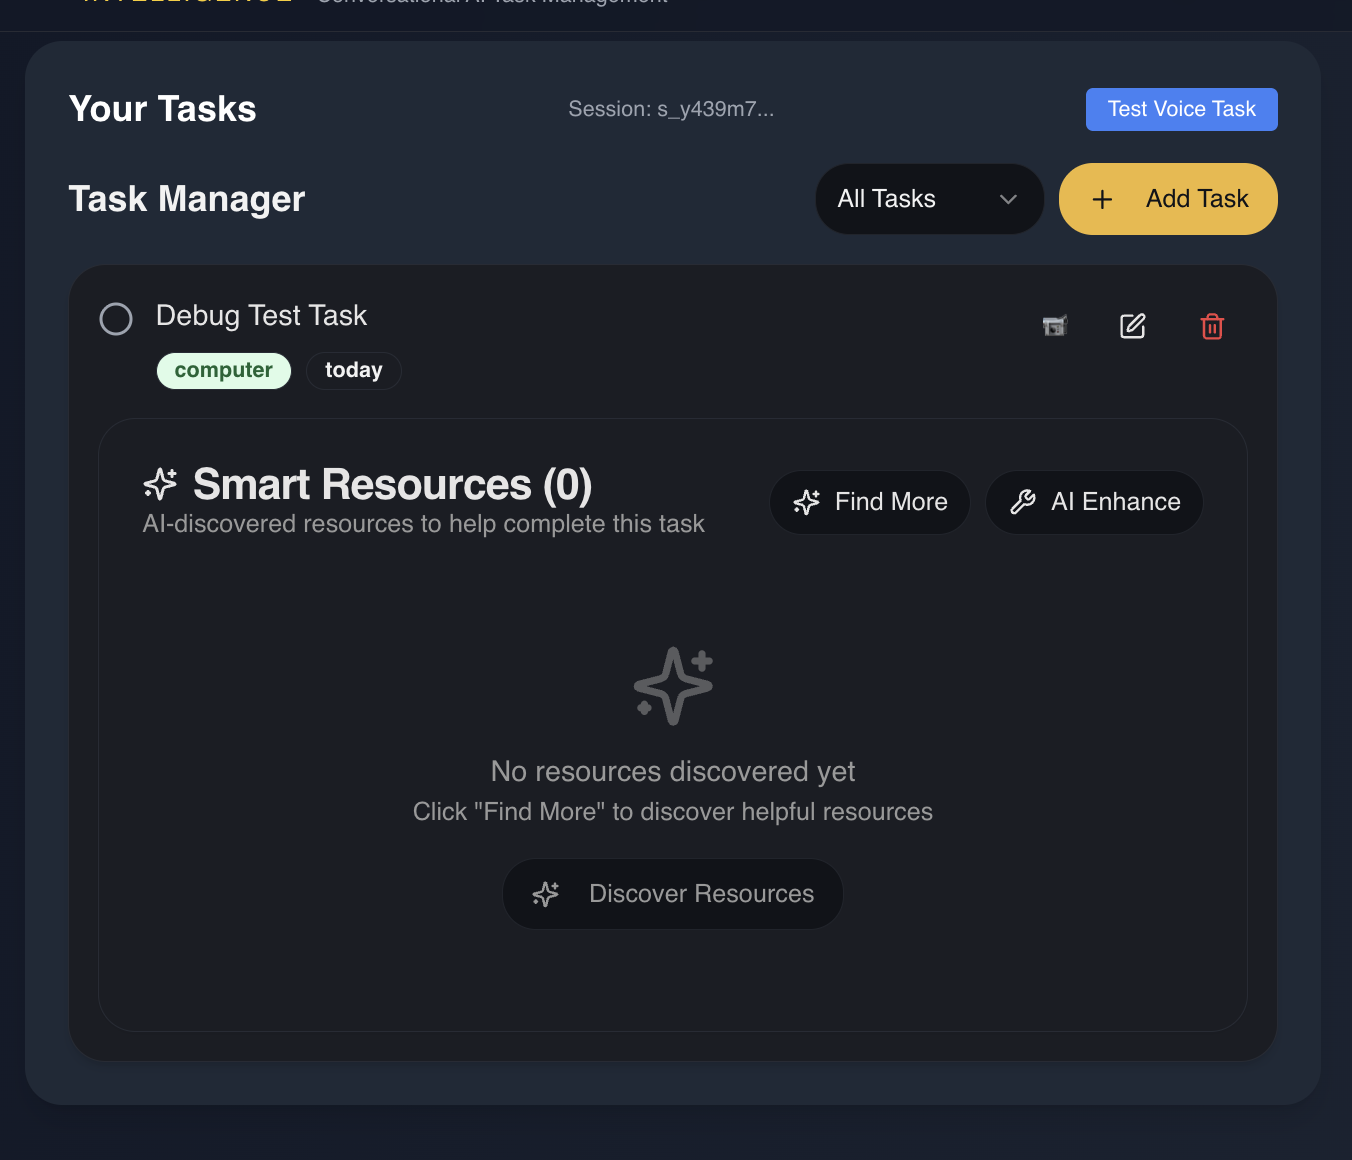 INTELLIGENCE Conversational AI Task Management
Your Tasks
Session: s_y439m7...
Test Voice Task
Task Manager
All Tasks
Add Task
Debug Test Task
computer
today
Smart Resources (0)
AI-discovered resources to help complete this task
Find More
AI Enhance
No resources discovered yet
Click "Find More" to discover helpful resources
Discover Resources